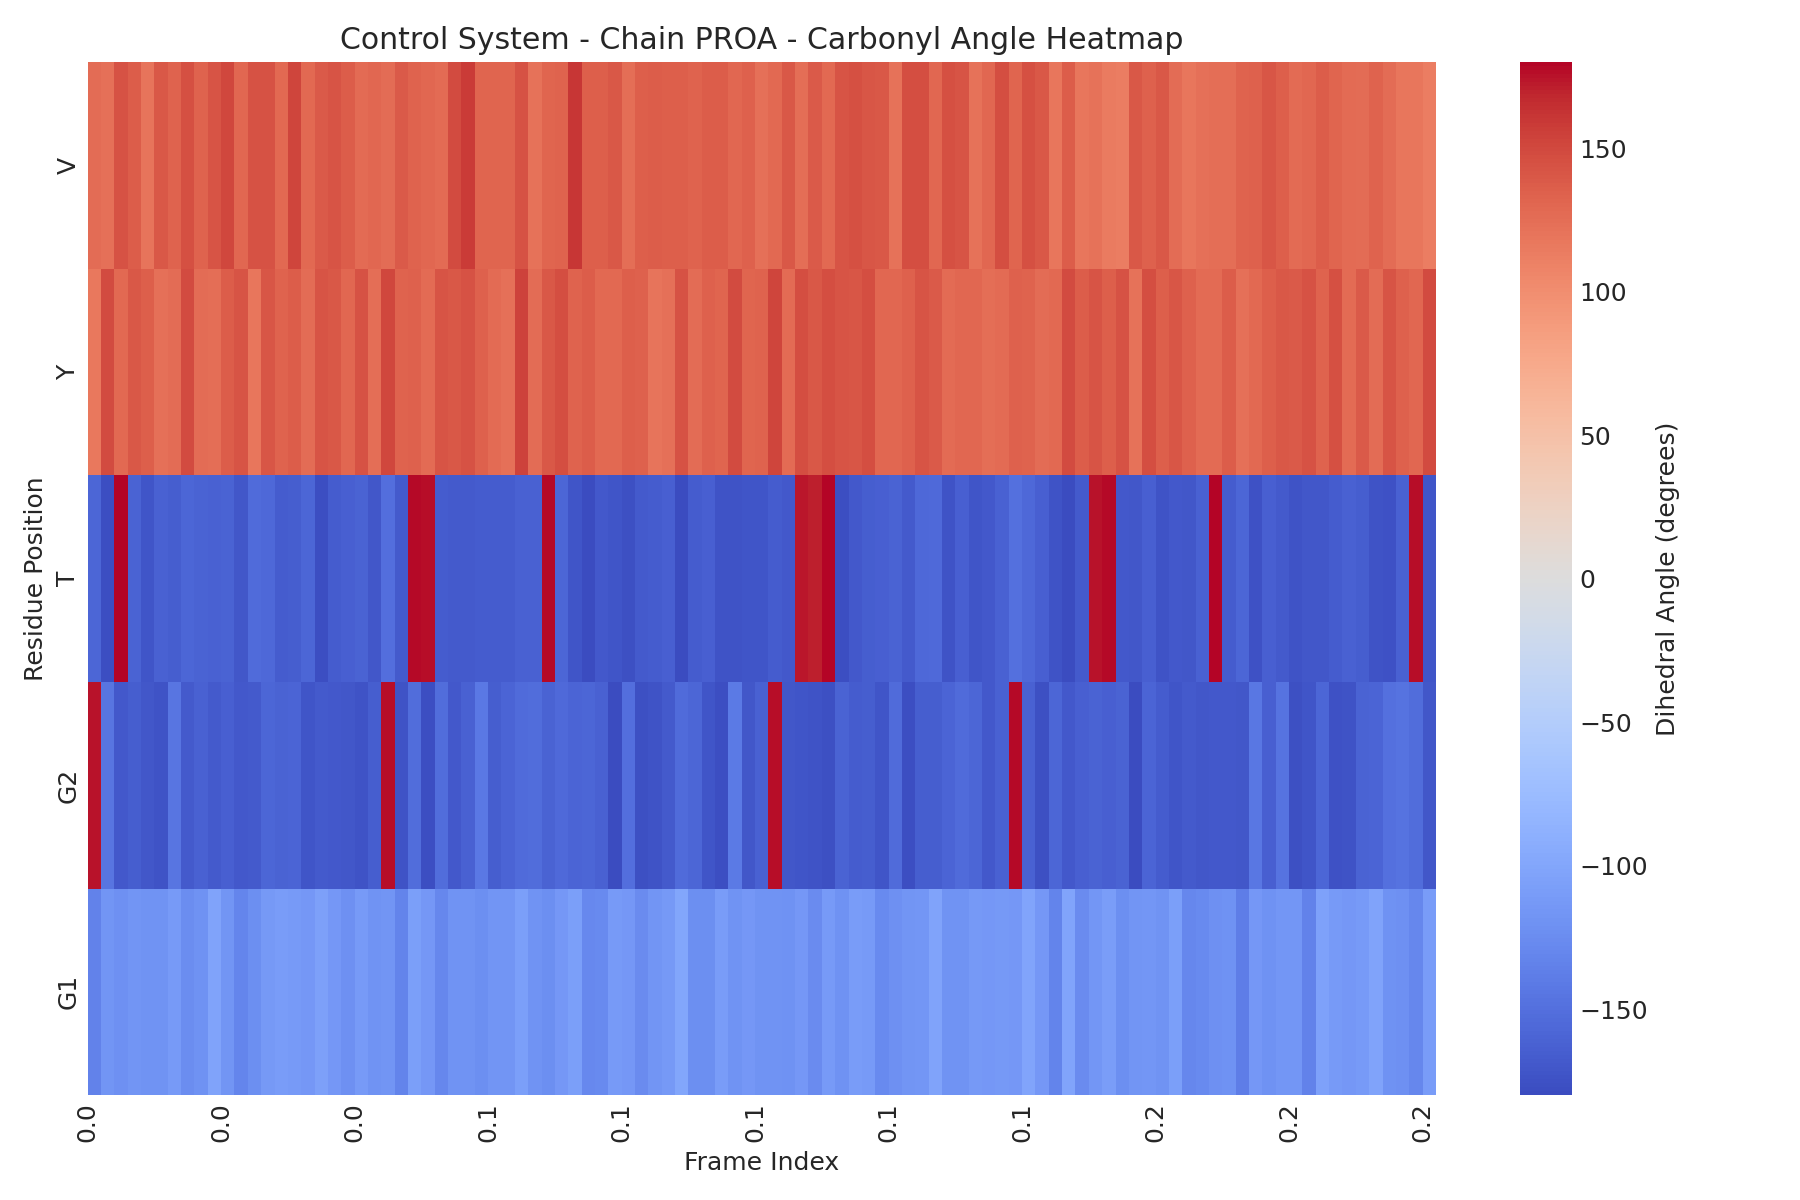 Control System - Chain PROA - Carbonyl Angle Heatmap
Residue Position
V
Y
T
G2
G1
0.0
0.0
0.0
0.1
0.1
0.1
0.1
0.1
0.2
0.2
0.2
Frame Index
150
100
50
0
−50
−100
−150
Dihedral Angle (degrees)